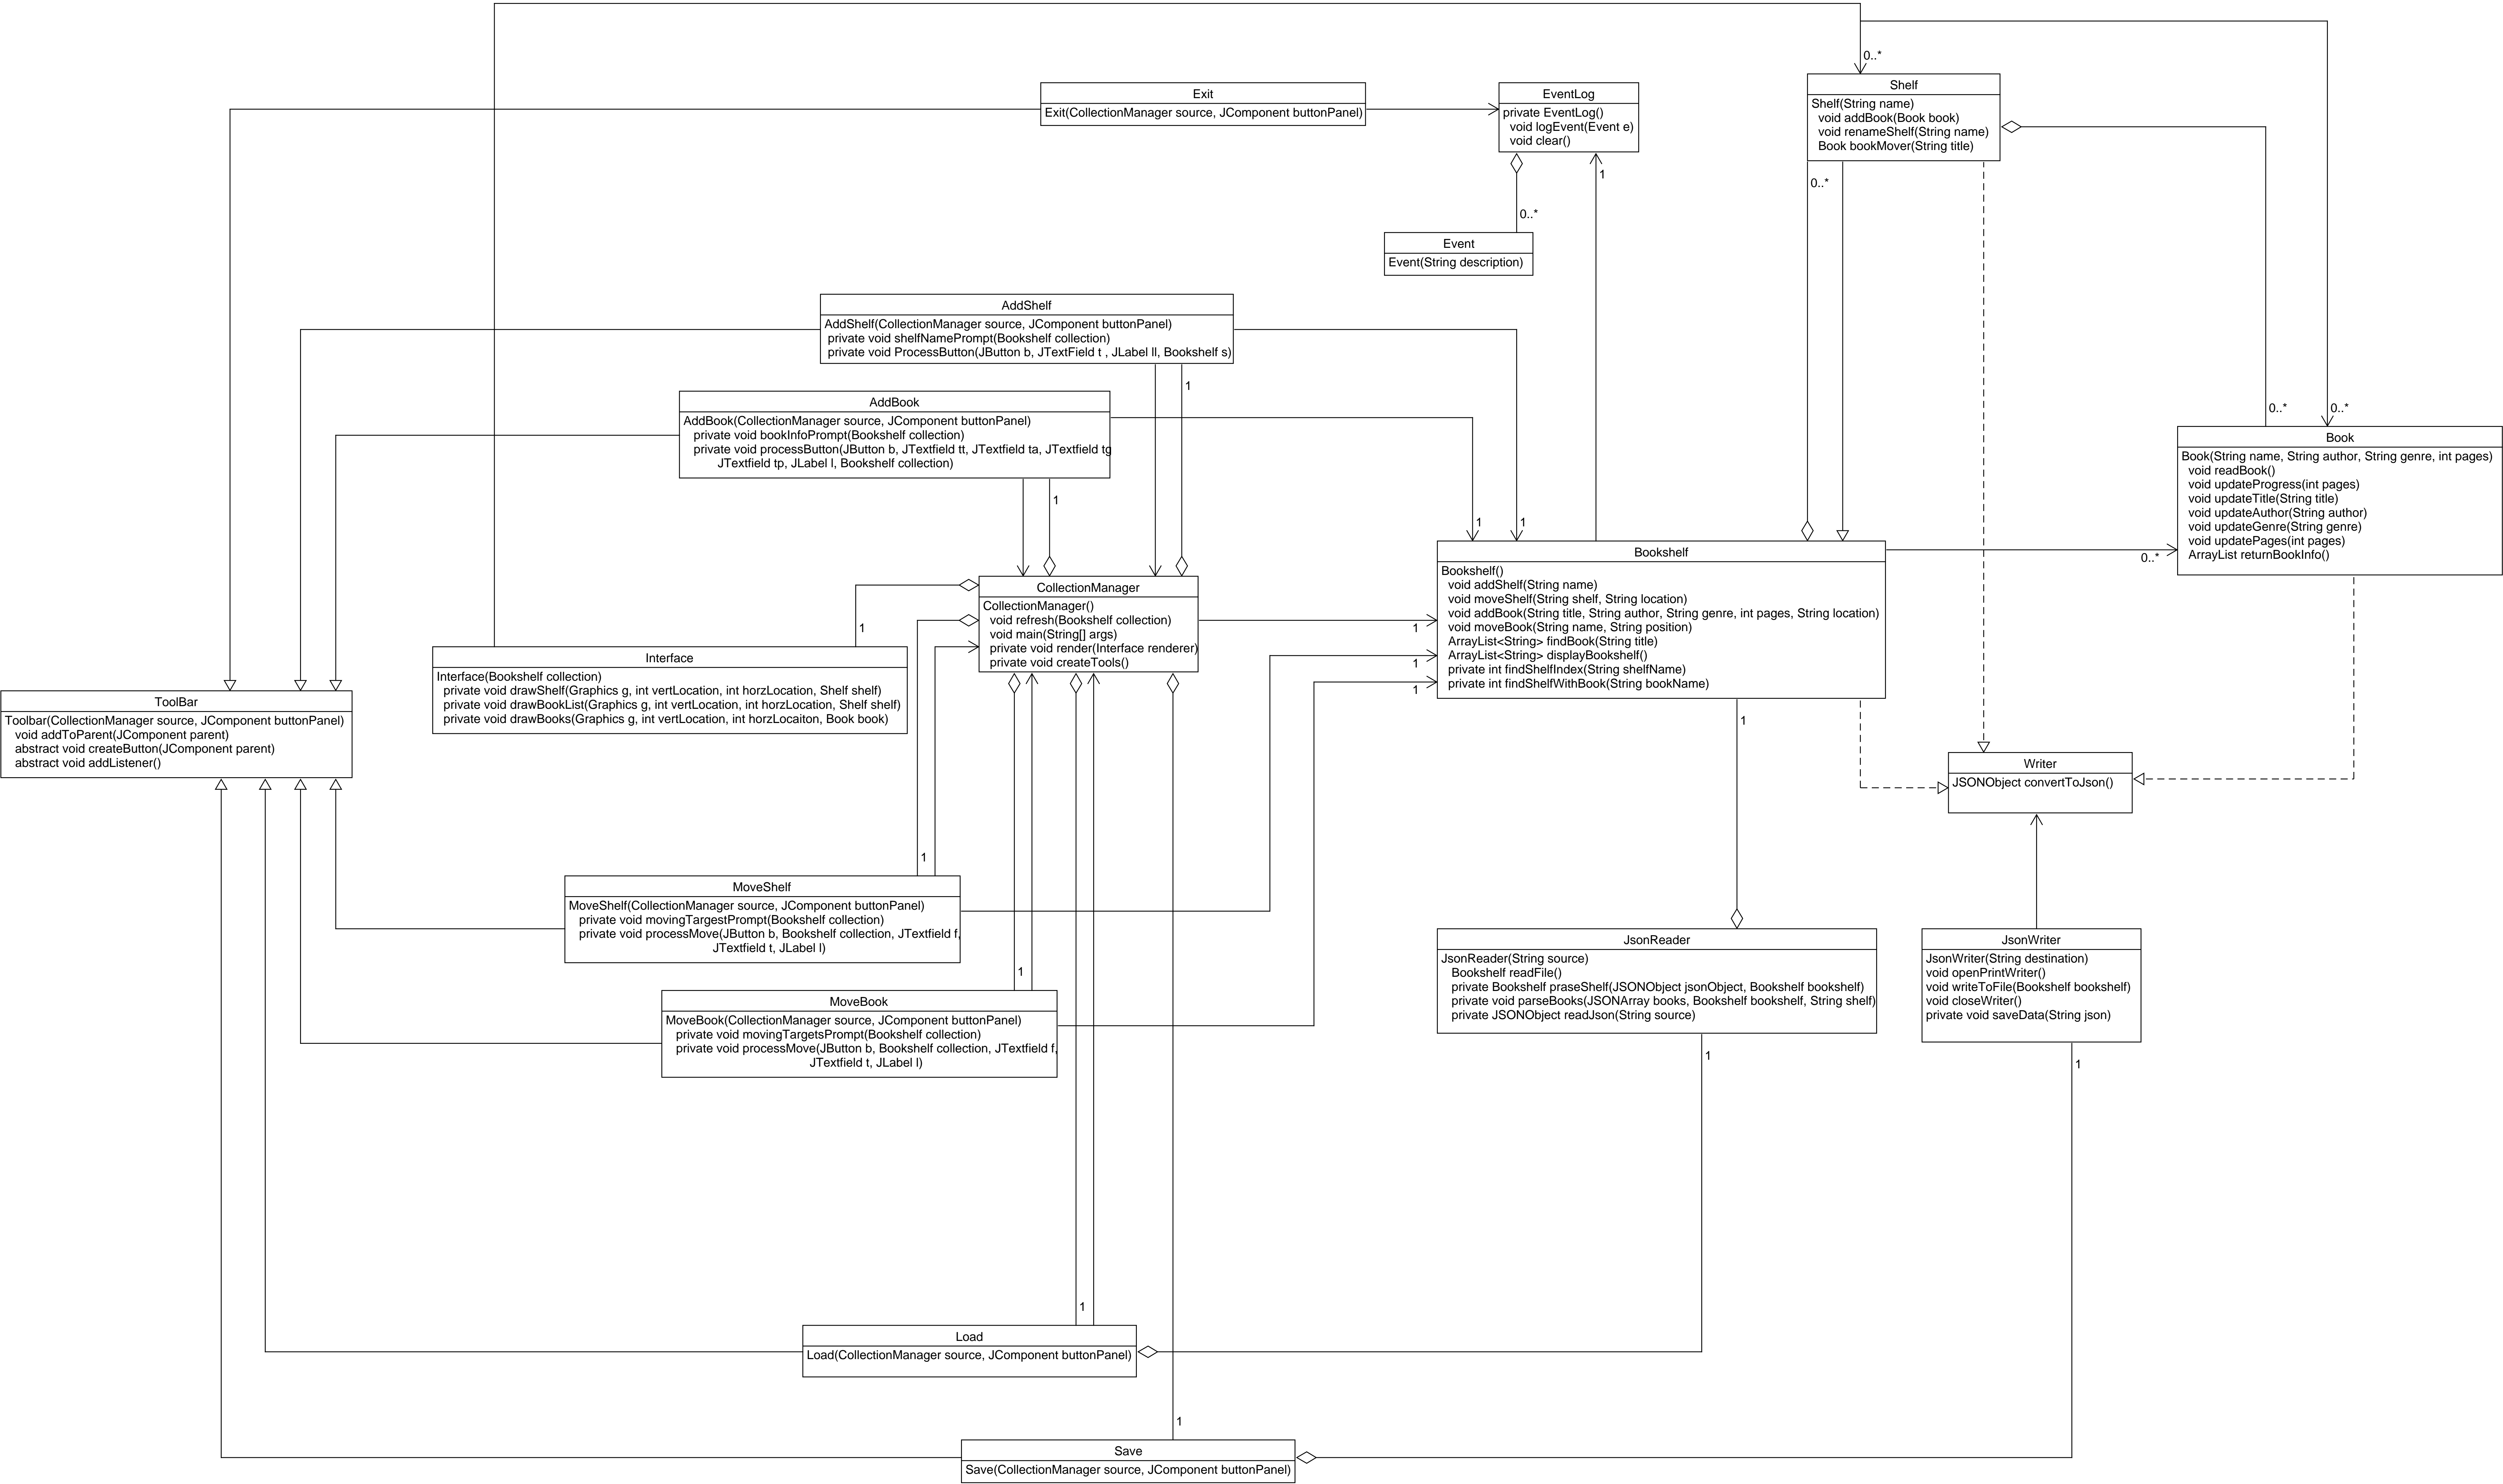 0..*
Exit
Exit(CollectionManager source, JComponent buttonPanel)
EventLog
private EventLog()
void logEvent(Event e)
void clear()
Shelf
Shelf(String name)
void addBook(Book book)
void renameShelf(String name)
Book bookMover(String title)
1
0..*
0..*
Event
Event(String description)
AddShelf
AddShelf(CollectionManager source, JComponent buttonPanel)
private void shelfNamePrompt(Bookshelf collection)
private void ProcessButton(JButton b, JTextField t , JLabel ll, Bookshelf s)
1
AddBook
AddBook(CollectionManager source, JComponent buttonPanel)
private void bookInfoPrompt(Bookshelf collection)
private void processButton(JButton b, JTextfield tt, JTextfield ta, JTextfield tg
JTextfield tp, JLabel l, Bookshelf collection)
0..*
0..*
Book
Book(String name, String author, String genre, int pages)
void readBook()
void updateProgress(int pages)
void updateTitle(String title)
void updateAuthor(String author)
void updateGenre(String genre)
void updatePages(int pages)
ArrayList returnBookInfo()
1
1
1
0..*
Bookshelf
Bookshelf()
void addShelf(String name)
void moveShelf(String shelf, String location)
void addBook(String title, String author, String genre, int pages, String location)
void moveBook(String name, String position)
ArrayList<String> findBook(String title)
ArrayList<String> displayBookshelf()
private int findShelfIndex(String shelfName)
private int findShelfWithBook(String bookName)
CollectionManager
CollectionManager()
void refresh(Bookshelf collection)
void main(String[] args)
private void render(Interface renderer)
private void createTools()
1
1
1
1
Interface
Interface(Bookshelf collection)
private void drawShelf(Graphics g, int vertLocation, int horzLocation, Shelf shelf)
private void drawBookList(Graphics g, int vertLocation, int horzLocation, Shelf shelf)
private void drawBooks(Graphics g, int vertLocation, int horzLocaiton, Book book)
ToolBar
Toolbar(CollectionManager source, JComponent buttonPanel)
void addToParent(JComponent parent)
abstract void createButton(JComponent parent)
abstract void addListener()
1
Writer
JSONObject convertToJson()
1
MoveShelf
MoveShelf(CollectionManager source, JComponent buttonPanel)
private void movingTargestPrompt(Bookshelf collection)
private void processMove(JButton b, Bookshelf collection, JTextfield f,
JTextfield t, JLabel l)
JsonReader
JsonReader(String source)
Bookshelf readFile()
private Bookshelf praseShelf(JSONObject jsonObject, Bookshelf bookshelf)
private void parseBooks(JSONArray books, Bookshelf bookshelf, String shelf)
private JSONObject readJson(String source)
JsonWriter
JsonWriter(String destination)
void openPrintWriter()
void writeToFile(Bookshelf bookshelf)
void closeWriter()
private void saveData(String json)
1
MoveBook
MoveBook(CollectionManager source, JComponent buttonPanel)
private void movingTargetsPrompt(Bookshelf collection)
private void processMove(JButton b, Bookshelf collection, JTextfield f,
JTextfield t, JLabel l)
1
1
1
Load
Load(CollectionManager source, JComponent buttonPanel)
1
Save
Save(CollectionManager source, JComponent buttonPanel)